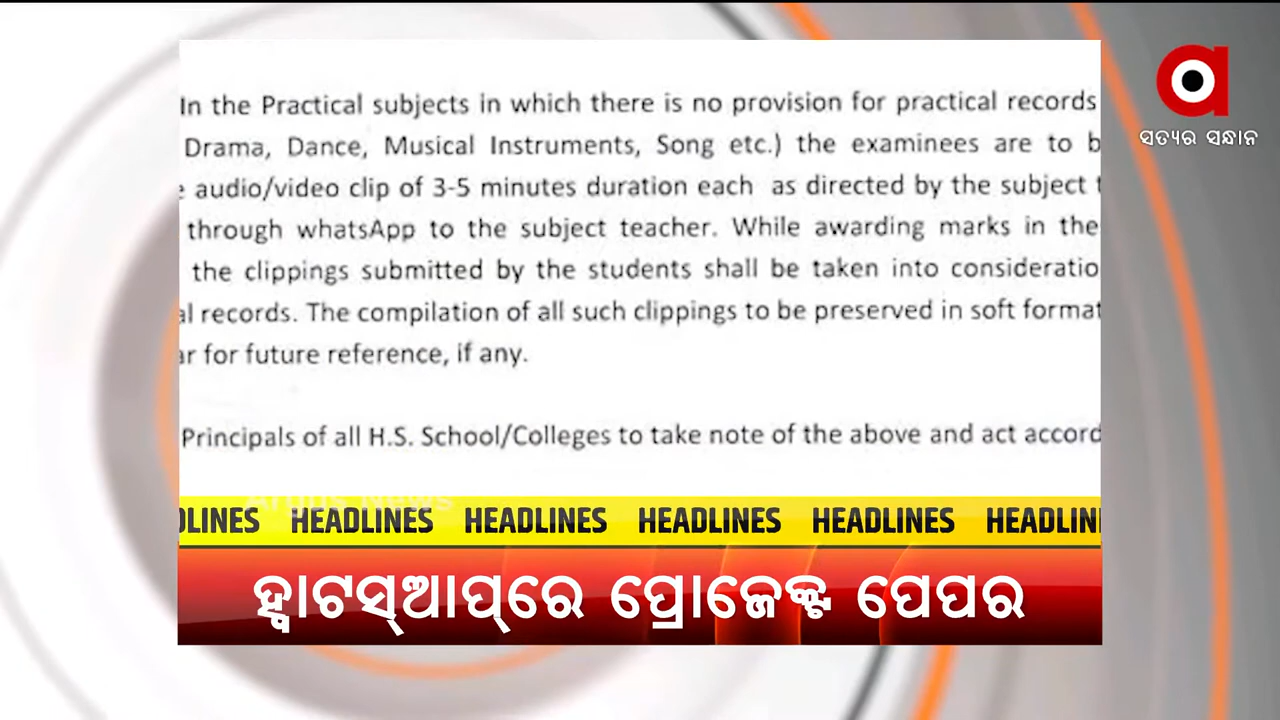 In the Practical subjects in which there is no provision for practical records
Drama, Dance, Musical Instruments, Song etc.) the examinees are to b
e audio/video clip of 3-5 minutes duration each as directed by the subject t
through whatsApp to the subject teacher. While awarding marks in the
the clippings submitted by the students shall be taken into consideratio
al records. The compilation of all such clippings to be preserved in soft format
ar for future reference, if any.
Principals of all H.S. School/Colleges to take note of the above and act accord
ସତ୍ୟର ସନ୍ଧାନ
Argus News
DLINES HEADLINES HEADLINES HEADLINES HEADLINES HEADLIN
ହ୍ୱାଟସ୍‌ଆପ୍‌ରେ ପ୍ରୋଜେକ୍ଟ ପେପର